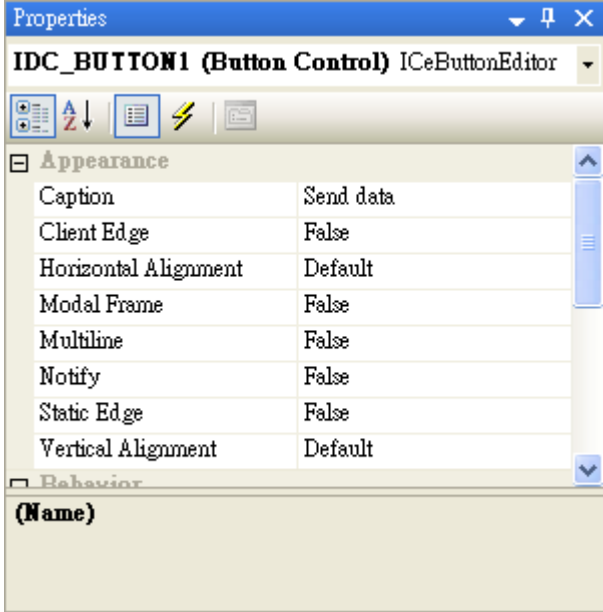 Properties
IDC_BUTTON1 (Button Control) ICeButtonEditor
Appearance
Caption Send data
Client Edge False
Horizontal Alignment Default
Modal Frame False
Multiline False
Notify False
Static Edge False
Vertical Alignment Default
Behavior
(Name)